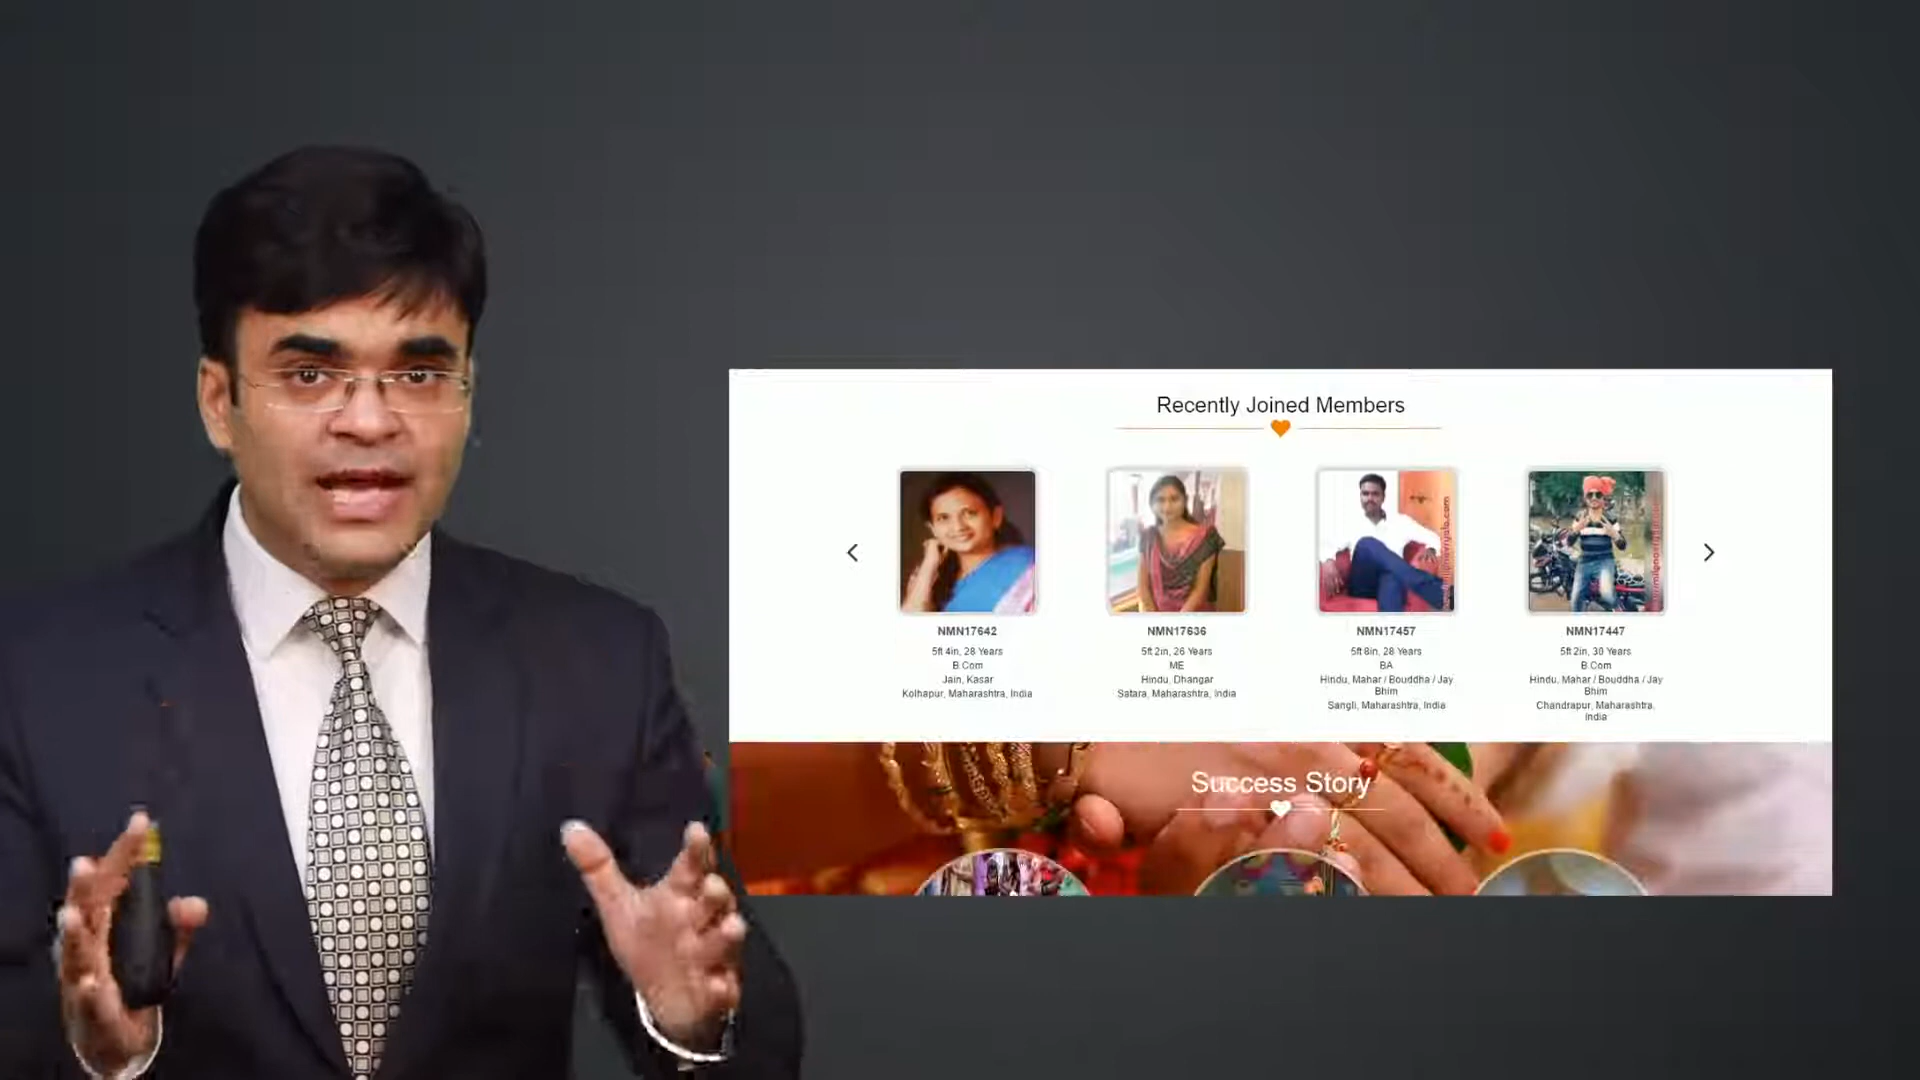 Recently Joined Members
NMN17642
5ft 4in, 28 Years
B.Com
Jain, Kasar
Kolhapur, Maharashtra, India
NMN17636
5ft 2in, 26 Years
ME
Hindu, Dhangar
Satara, Maharashtra, India
NMN17457
5ft 8in, 28 Years
BA
Hindu, Mahar / Bouddha / Jay
Bhim
Sangli, Maharashtra, India
NMN17447
5ft 2in, 30 Years
B.Com
Hindu, Mahar / Bouddha / Jay
Bhim
Chandrapur, Maharashtra,
India
Success Story